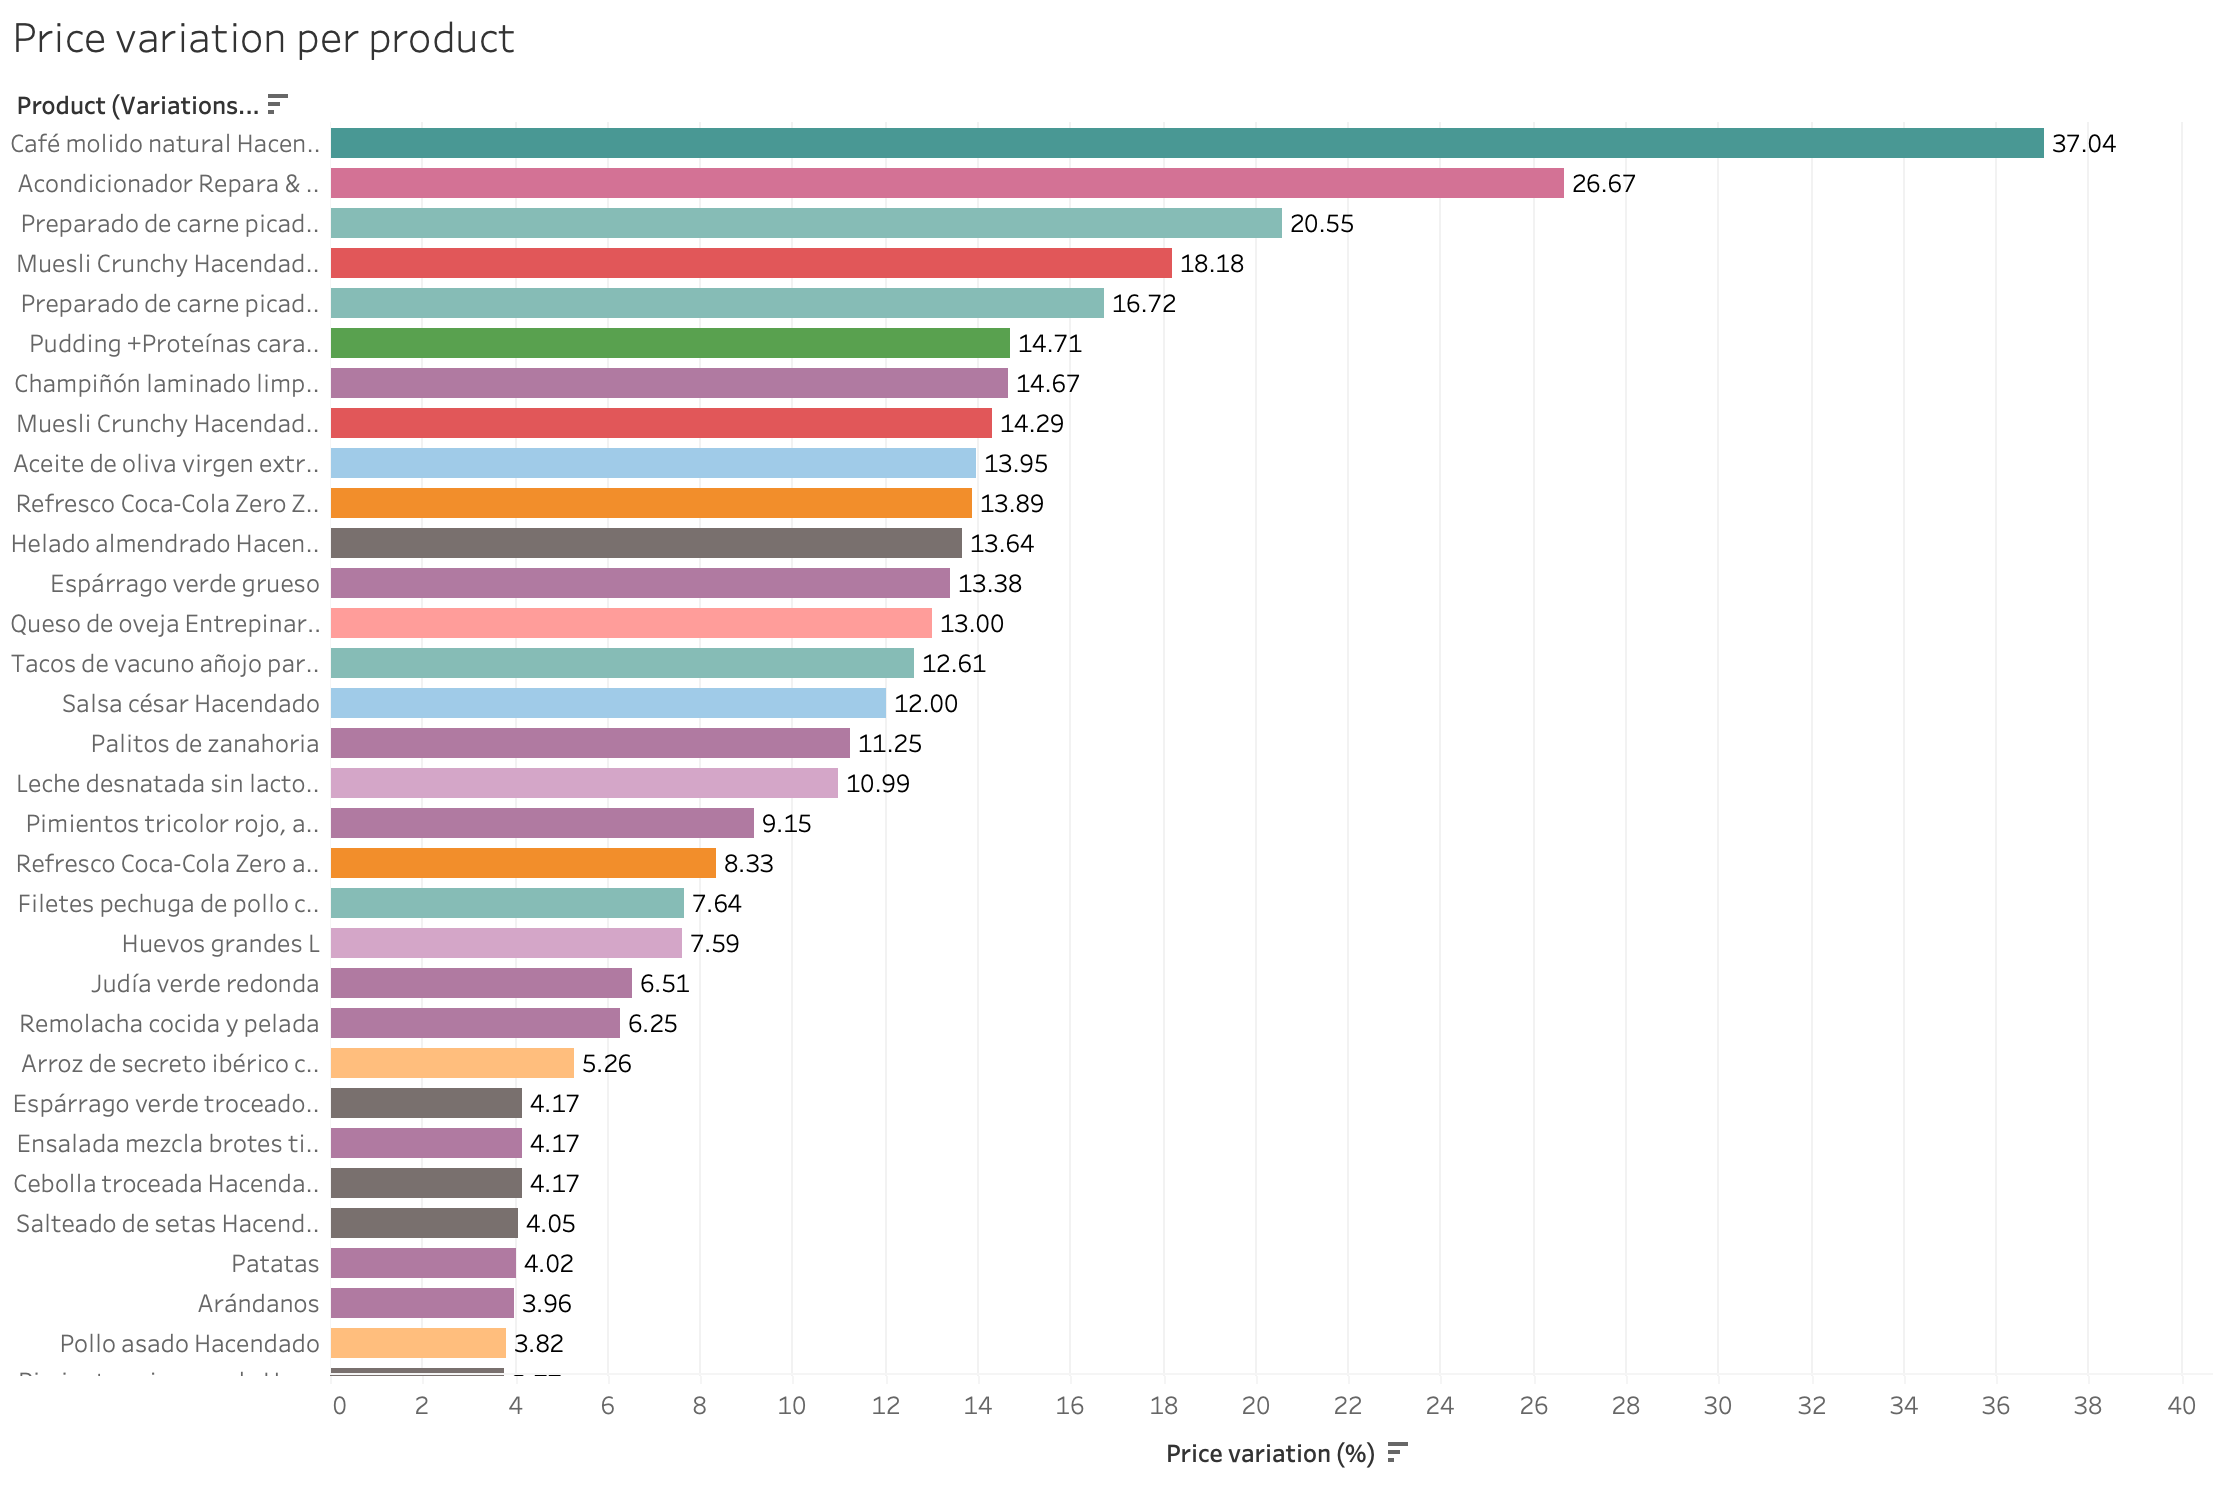 Price variation per product
Product (Variations...
Café molido natural Hacen.. 37.04
Acondicionador Repara & .. 26.67
Preparado de carne picad.. 20.55
Muesli Crunchy Hacendad.. 18.18
Preparado de carne picad.. 16.72
Pudding +Proteínas cara.. 14.71
Champiñón laminado limp.. 14.67
Muesli Crunchy Hacendad.. 14.29
Aceite de oliva virgen extr.. 13.95
Refresco Coca-Cola Zero Z.. 13.89
Helado almendrado Hacen.. 13.64
Espárrago verde grueso 13.38
Queso de oveja Entrepinar.. 13.00
Tacos de vacuno añojo par.. 12.61
Salsa césar Hacendado 12.00
Palitos de zanahoria 11.25
Leche desnatada sin lacto.. 10.99
Pimientos tricolor rojo, a.. 9.15
Refresco Coca-Cola Zero a.. 8.33
Filetes pechuga de pollo c.. 7.64
Huevos grandes L 7.59
Judía verde redonda 6.51
Remolacha cocida y pelada 6.25
Arroz de secreto ibérico c.. 5.26
Espárrago verde troceado.. 4.17
Ensalada mezcla brotes ti.. 4.17
Cebolla troceada Hacenda.. 4.17
Salteado de setas Hacend.. 4.05
Patatas 4.02
Arándanos 3.96
Pollo asado Hacendado 3.82
0 2 4 6 8 10 12 14 16 18 20 22 24 26 28 30 32 34 36 38 40
Price variation (%)